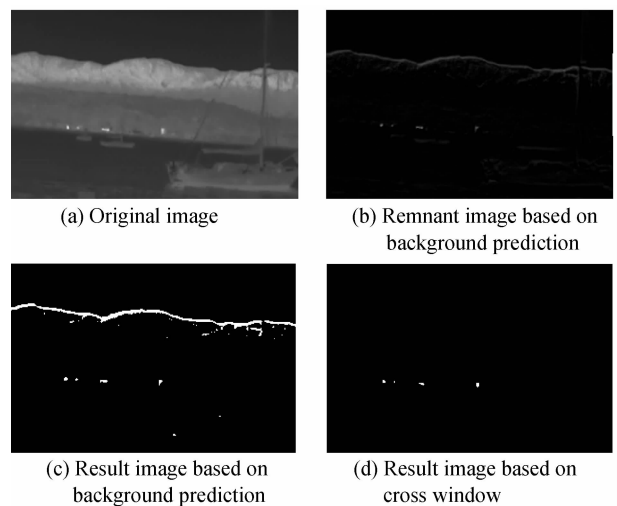 (a) Original image
(b) Remnant image based on
background prediction
(c) Result image based on
background prediction
(d) Result image based on
cross window